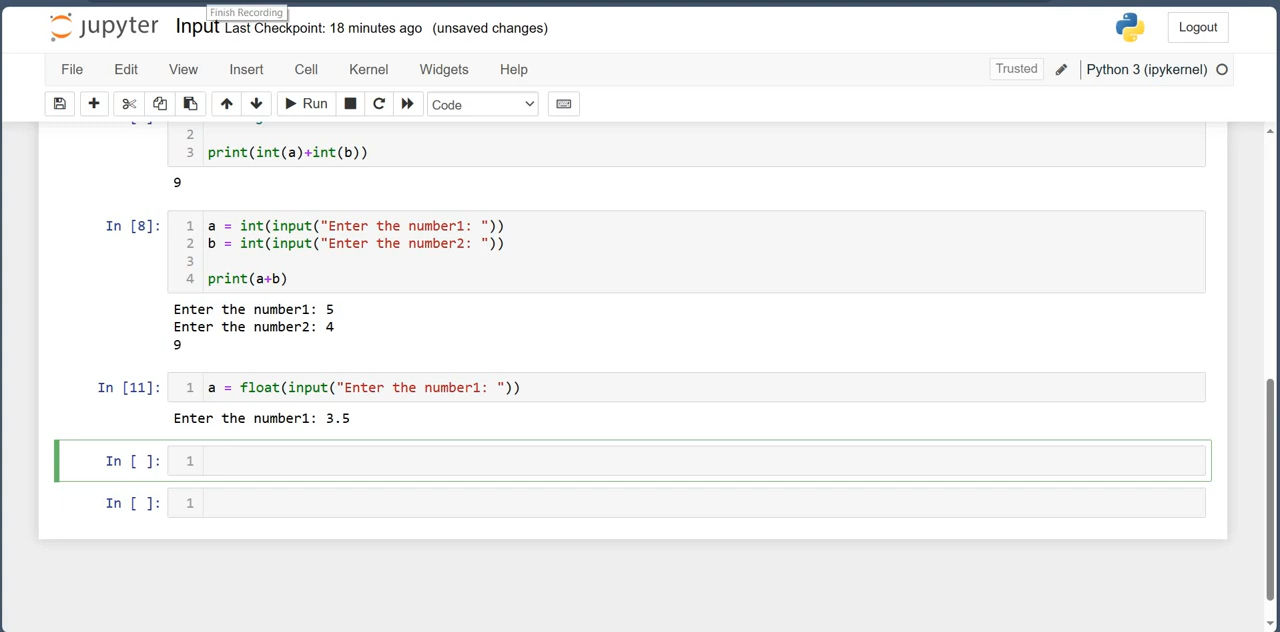 Finish Recording
jupyter Input Last Checkpoint: 18 minutes ago (unsaved changes) Logout
File Edit View Insert Cell Kernel Widgets Help Trusted Python 3 (ipykernel)
Run Code
2
3 print(int(a)+int(b))
9
In [8]: 1 a = int(input("Enter the number1: "))
2 b = int(input("Enter the number2: "))
3
4 print(a+b)
Enter the number1: 5
Enter the number2: 4
9
In [11]: 1 a = float(input("Enter the number1: "))
Enter the number1: 3.5
In [ ]: 1
In [ ]: 1